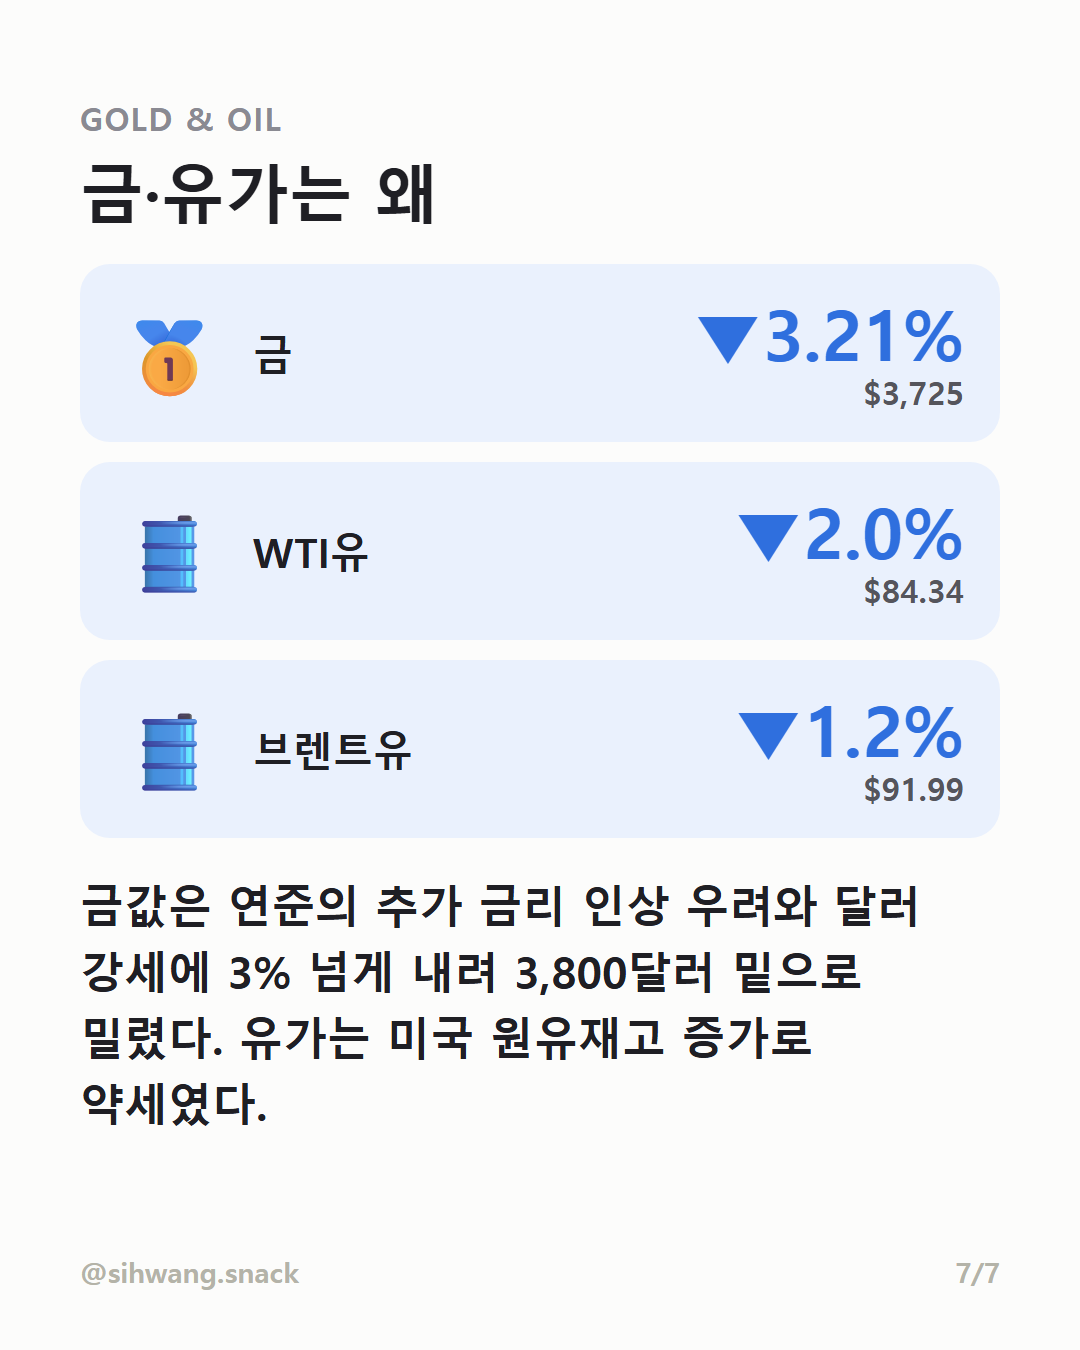 GOLD & OIL
금·유가는 왜
1
금
▼3.21%
$3,725
WTI유
▼2.0%
$84.34
브렌트유
▼1.2%
$91.99
금값은 연준의 추가 금리 인상 우려와 달러
강세에 3% 넘게 내려 3,800달러 밑으로
밀렸다. 유가는 미국 원유재고 증가로
약세였다.
@sihwang.snack
7/7